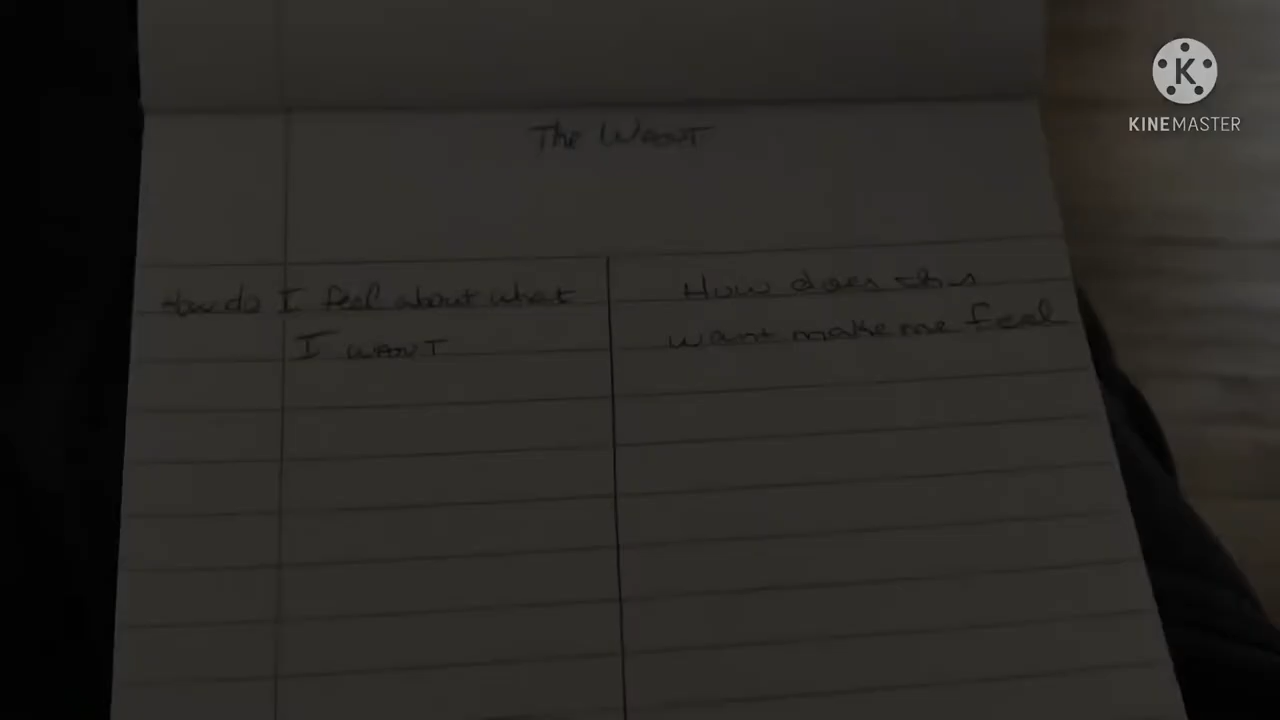 The Want
How do I feel about what
I want
How does this
want make me feel
K
KINEMASTER